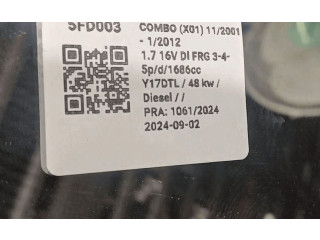 5FD003
COMBO (X01) 11/2001
- 1/2012
1.7 16V DI FRG 3-4-
5p/d/1686cc
Y17DTL / 48 kw /
Diesel / /
PRA: 1061/2024
2024-09-02